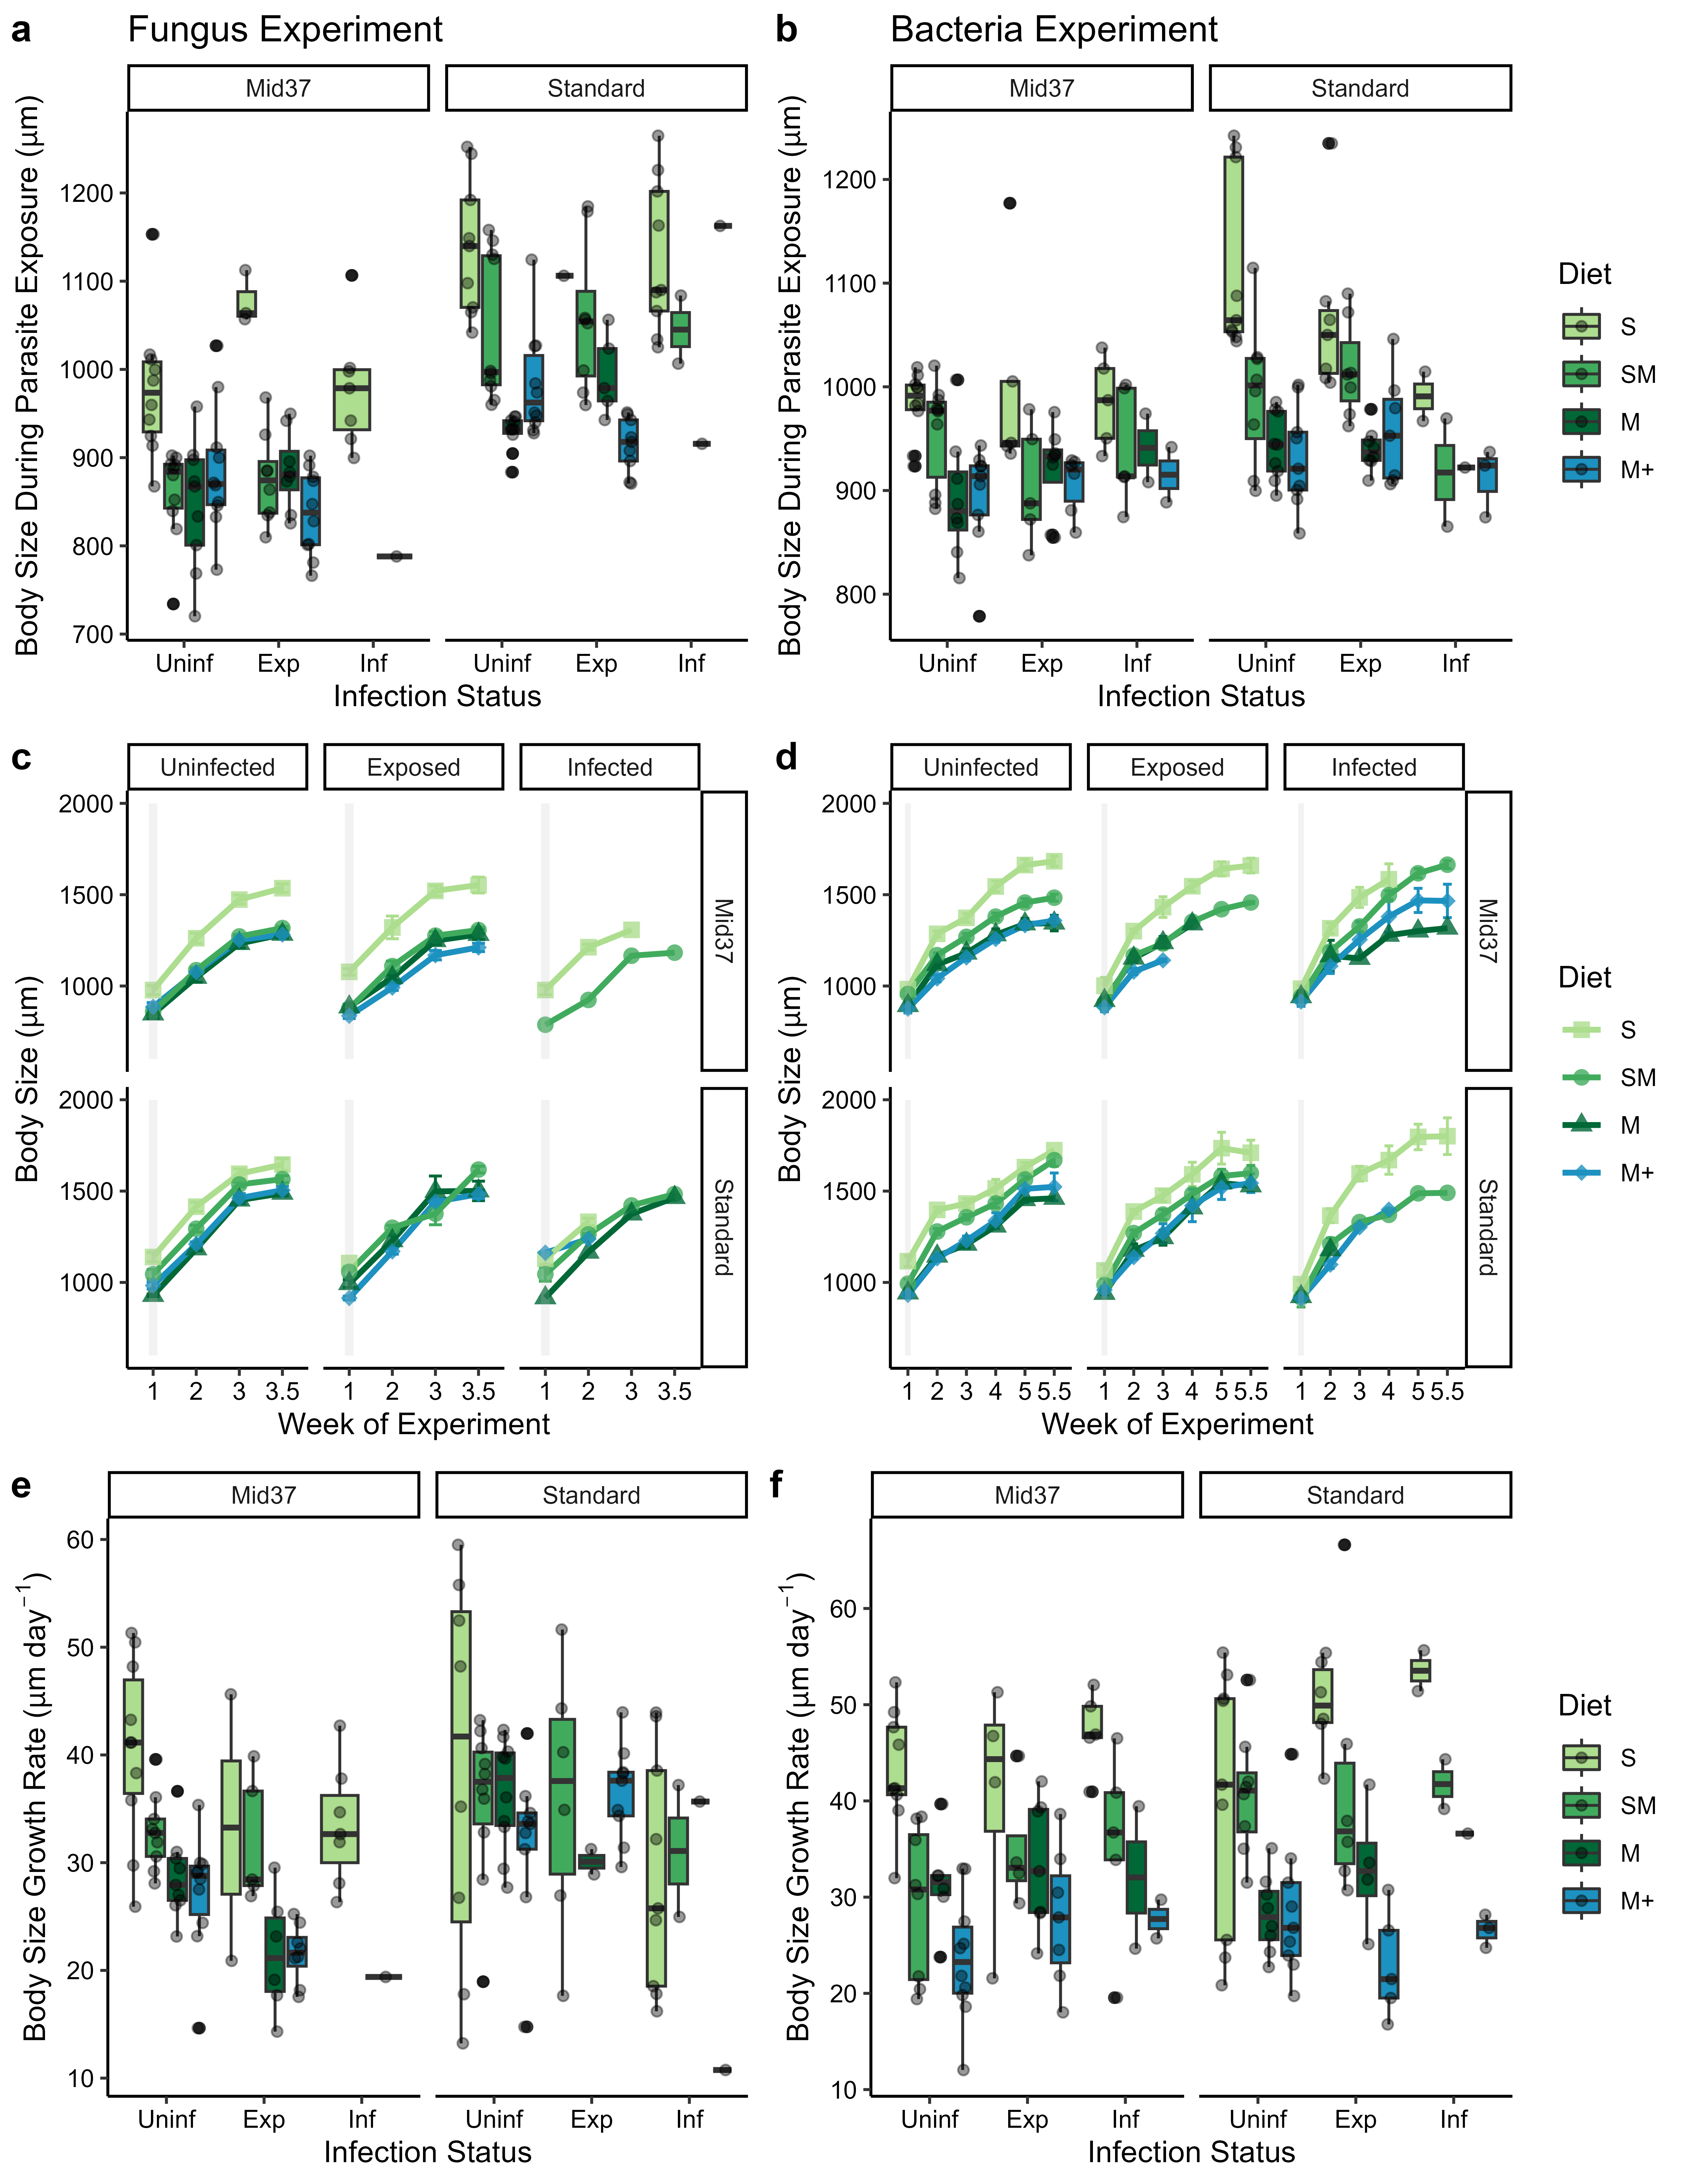 a Fungus Experiment
b Bacteria Experiment
Mid37 Standard
Mid37 Standard
Body Size During Parasite Exposure (µm)
1200
1100
1000
900
800
700
Uninf Exp Inf Uninf Exp Inf
Infection Status
Body Size During Parasite Exposure (µm)
1200
1100
1000
900
800
Uninf Exp Inf Uninf Exp Inf
Infection Status
Diet
S
SM
M
M+
c
Uninfected Exposed Infected
Body Size (µm)
2000
1500
1000
Mid37
2000
1500
1000
Standard
1 2 3 3.5 1 2 3 3.5 1 2 3 3.5
Week of Experiment
d
Uninfected Exposed Infected
Body Size (µm)
2000
1500
1000
Mid37
2000
1500
1000
Standard
1 2 3 4 5 5.5 1 2 3 4 5 5.5 1 2 3 4 5 5.5
Week of Experiment
Diet
S
SM
M
M+
e
Mid37 Standard
Body Size Growth Rate (µm day⁻¹)
60
50
40
30
20
10
Uninf Exp Inf Uninf Exp Inf
Infection Status
f
Mid37 Standard
Body Size Growth Rate (µm day⁻¹)
60
50
40
30
20
10
Uninf Exp Inf Uninf Exp Inf
Infection Status
Diet
S
SM
M
M+